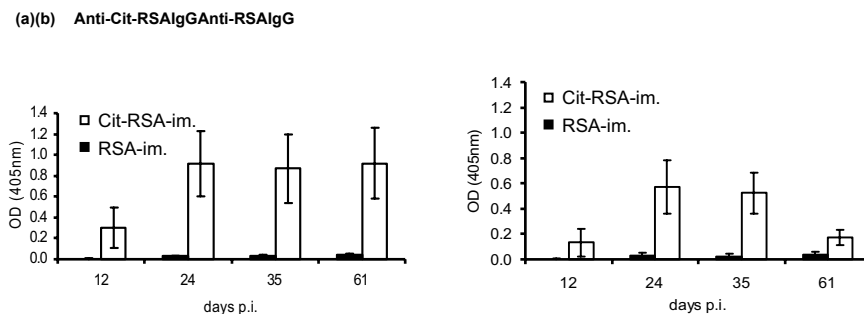 (a)(b) Anti-Cit-RSAIgGAnti-RSAIgG
1.4
1.2
1.0
0.8
0.6
0.4
0.2
0.0
OD (405nm)
Cit-RSA-im.
RSA-im.
12 24 35 61
days p.i.
1.4
1.2
1.0
0.8
0.6
0.4
0.2
0.0
OD (405nm)
Cit-RSA-im.
RSA-im.
12 24 35 61
days p.i.